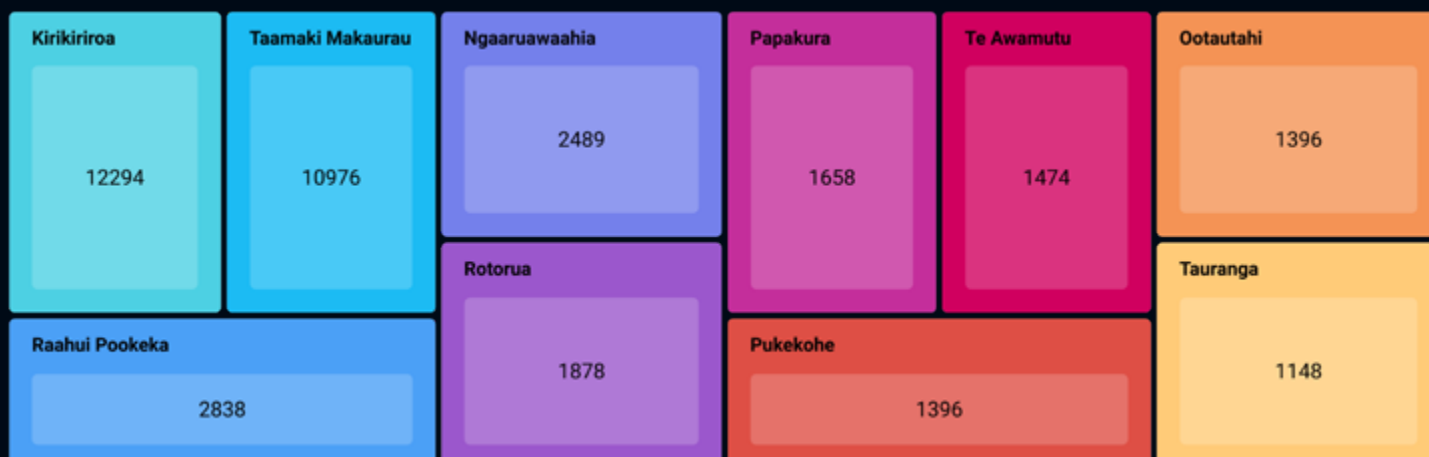 Kirikiriroa
12294
Taamaki Makaurau
10976
Ngaaruawaahia
2489
Papakura
1658
Te Awamutu
1474
Ootautahi
1396
Raahui Pookeka
2838
Rotorua
1878
Pukekohe
1396
Tauranga
1148